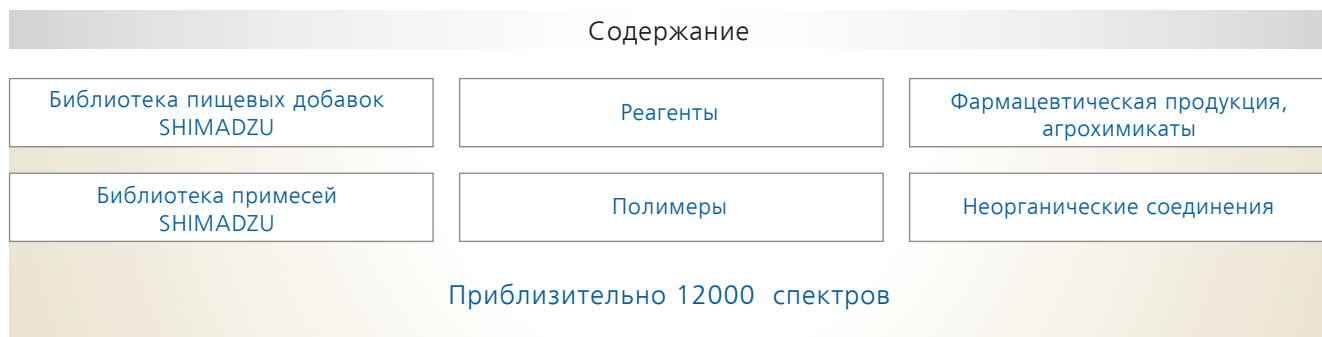 Содержание
Библиотека пищевых добавок
SHIMADZU
Реагенты
Фармацевтическая продукция,
агрохимикаты
Библиотека примесей
SHIMADZU
Полимеры
Неорганические соединения
Приблизительно 12000 спектров